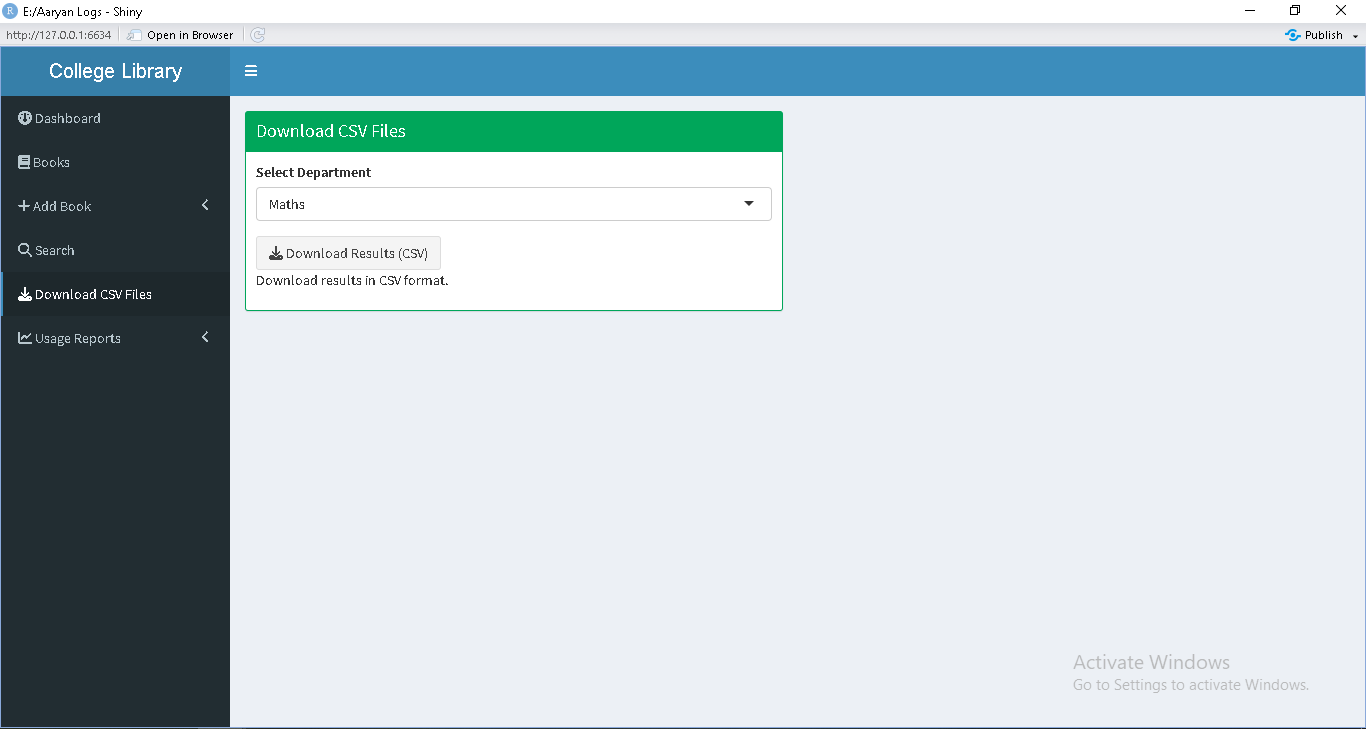 E:/Aaryan Logs - Shiny
http://127.0.0.1:6634 Open in Browser Publish
College Library
Dashboard
Books
Add Book
Search
Download CSV Files
Usage Reports
Download CSV Files
Select Department
Maths
Download Results (CSV)
Download results in CSV format.
Activate Windows
Go to Settings to activate Windows.